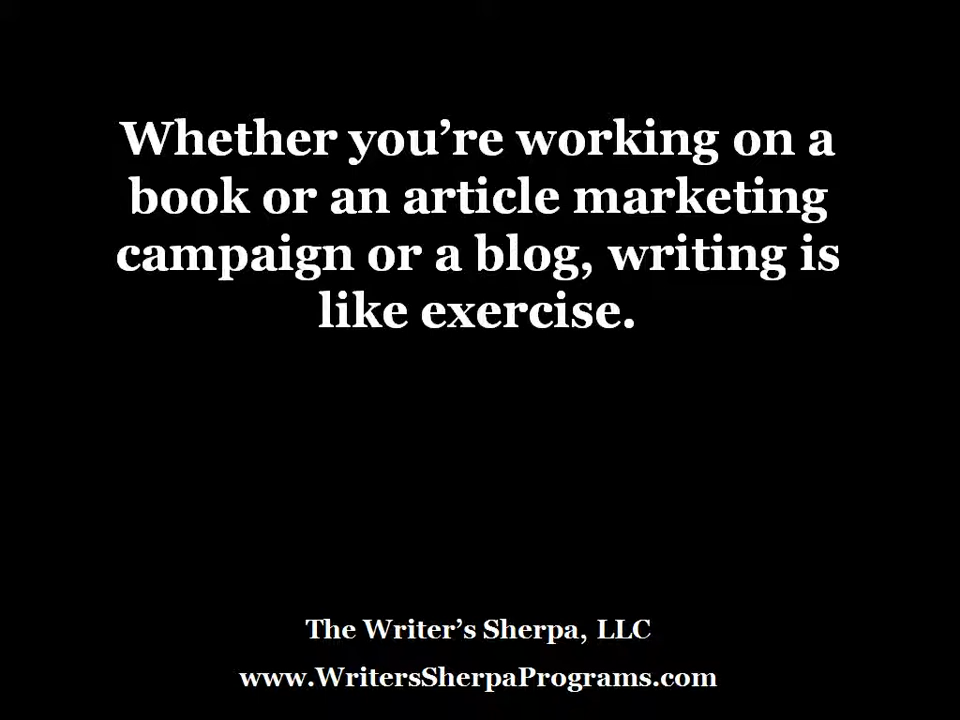 Whether you’re working on a
book or an article marketing
campaign or a blog, writing is
like exercise.
The Writer’s Sherpa, LLC
www.WritersSherpaPrograms.com